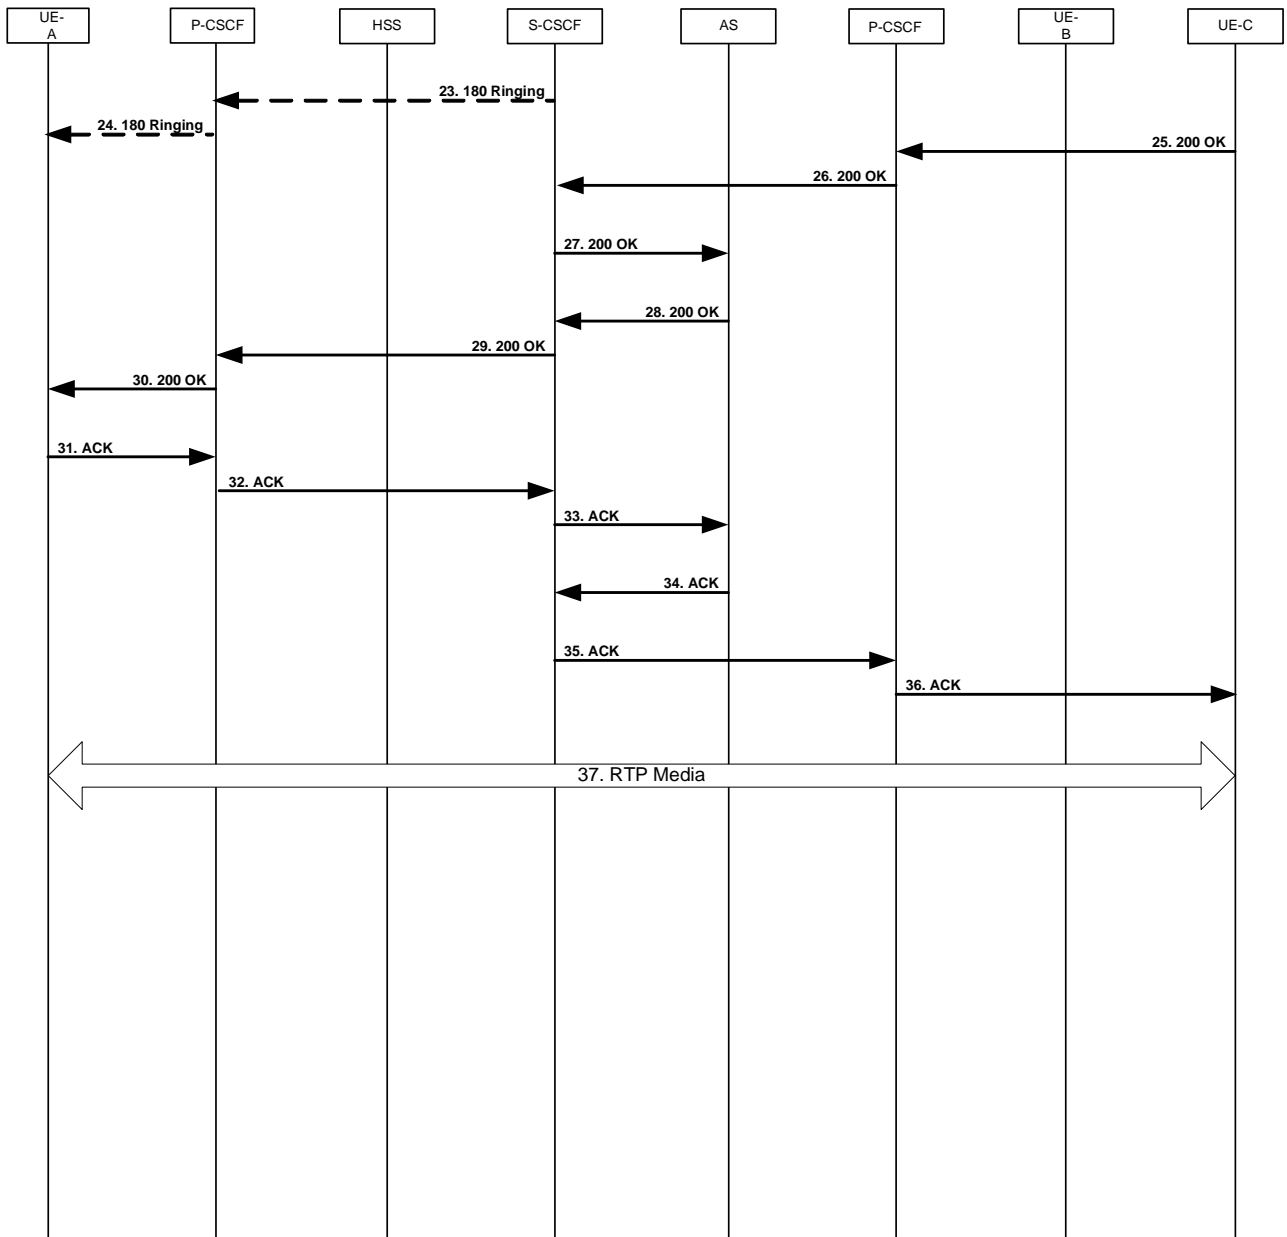 UE-
A
P-CSCF
HSS
S-CSCF
AS
P-CSCF
UE-
B
UE-C
23. 180 Ringing
24. 180 Ringing
25. 200 OK
26. 200 OK
27. 200 OK
28. 200 OK
29. 200 OK
30. 200 OK
31. ACK
32. ACK
33. ACK
34. ACK
35. ACK
36. ACK
37. RTP Media